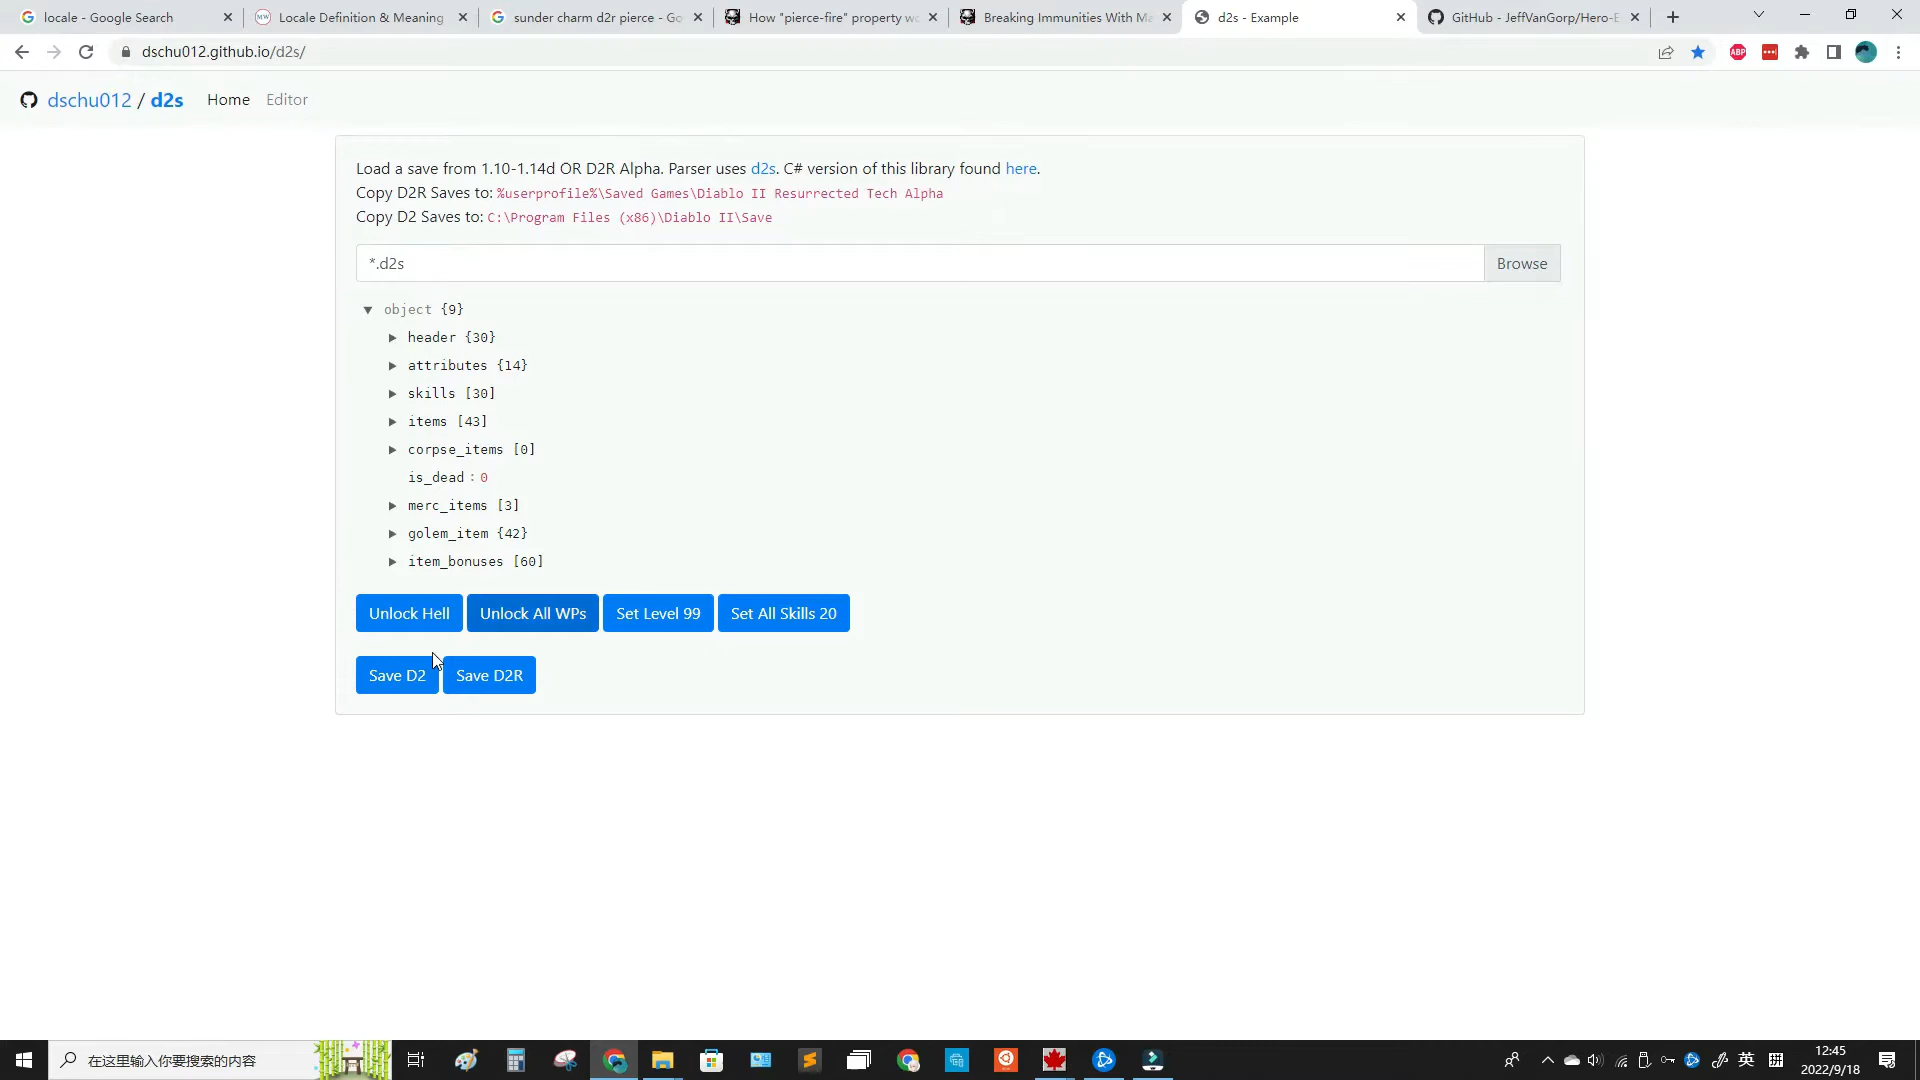 locale - Google Search
Locale Definition & Meaning
sunder charm d2r pierce - Go
How "pierce-fire" property wo
Breaking Immunities With Ma
d2s - Example
GitHub - JeffVanGorp/Hero-E
dschu012.github.io/d2s/
ABP
dschu012 / d2s
Home
Editor
Load a save from 1.10-1.14d OR D2R Alpha. Parser uses d2s. C# version of this library found here.
Copy D2R Saves to: %userprofile%\Saved Games\Diablo II Resurrected Tech Alpha
Copy D2 Saves to: C:\Program Files (x86)\Diablo II\Save
*.d2s
Browse
object {9}
header {30}
attributes {14}
skills [30]
items [43]
corpse_items [0]
is_dead : 0
merc_items [3]
golem_item {42}
item_bonuses [60]
Unlock Hell
Unlock All WPs
Set Level 99
Set All Skills 20
Save D2
Save D2R
在这里输入你要搜索的内容
英
拼
12:45
2022/9/18